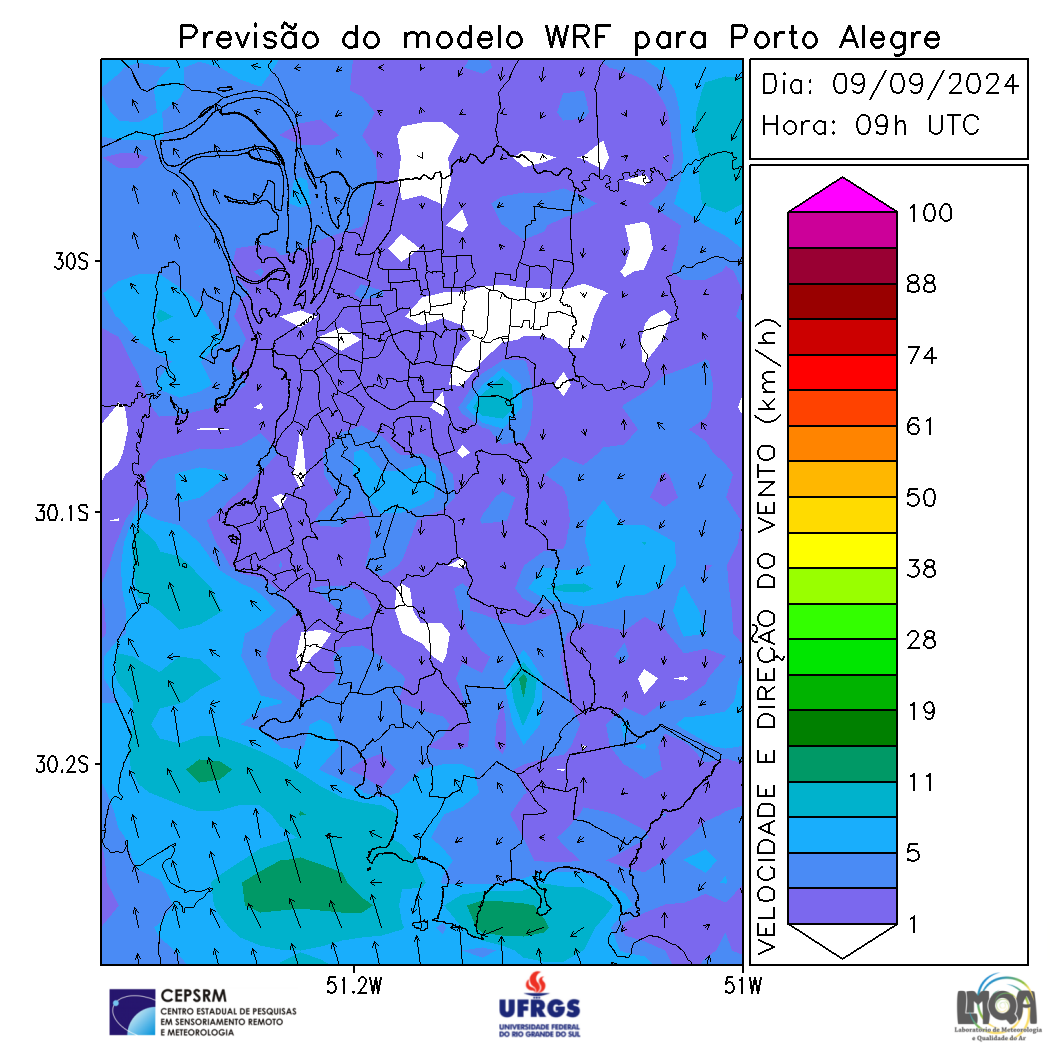 Previsão do modelo WRF para Porto Alegre
Dia: 09/09/2024
Hora: 09h UTC
30S
30.1S
30.2S
51.2W
51W
VELOCIDADE E DIREÇÃO DO VENTO (km/h)
100
88
74
61
50
38
28
19
11
5
1
CEPSRM
CENTRO ESTADUAL DE PESQUISAS
EM SENSORIAMENTO REMOTO
E METEOROLOGIA
UFRGS
UNIVERSIDADE FEDERAL
DO RIO GRANDE DO SUL
LMQA
Laboratório de Meteorologia
e Qualidade do Ar